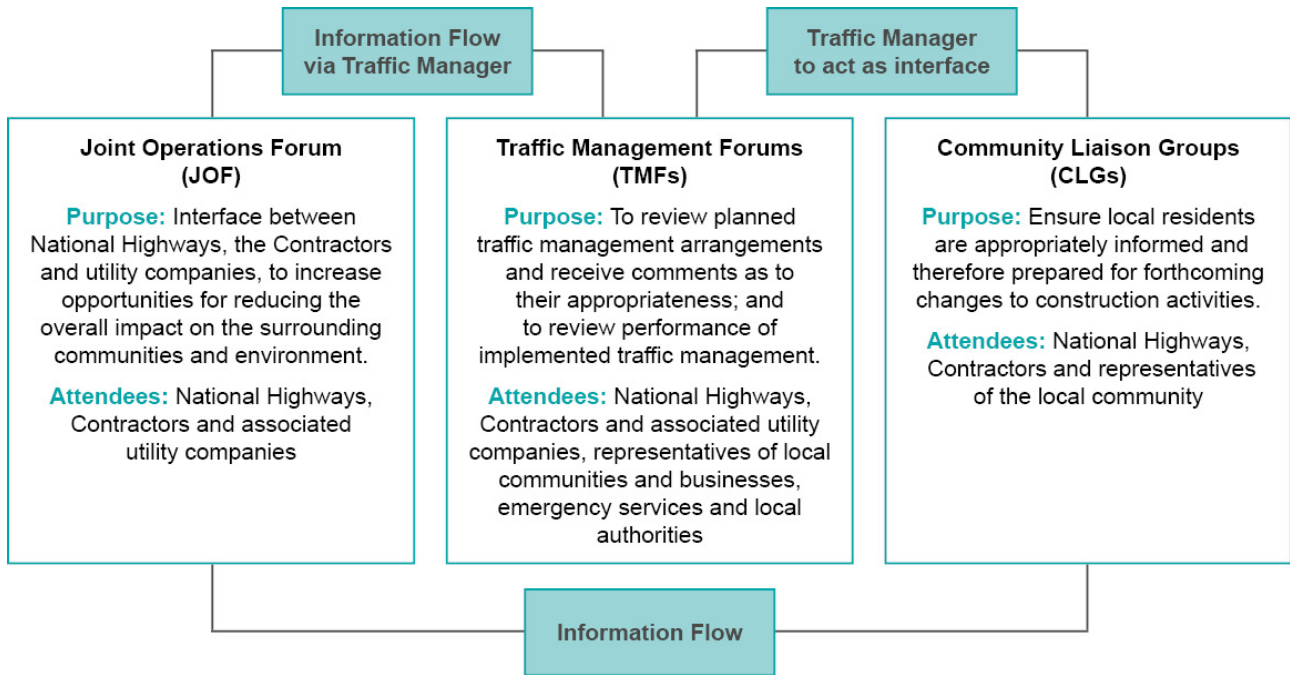 Information Flow
via Traffic Manager
Traffic Manager
to act as interface
Joint Operations Forum
(JOF)
Purpose: Interface between
National Highways, the Contractors
and utility companies, to increase
opportunities for reducing the
overall impact on the surrounding
communities and environment.
Attendees: National Highways,
Contractors and associated
utility companies
Traffic Management Forums
(TMFs)
Purpose: To review planned
traffic management arrangements
and receive comments as to
their appropriateness; and
to review performance of
implemented traffic management.
Attendees: National Highways,
Contractors and associated utility
companies, representatives of local
communities and businesses,
emergency services and local
authorities
Community Liaison Groups
(CLGs)
Purpose: Ensure local residents
are appropriately informed and
therefore prepared for forthcoming
changes to construction activities.
Attendees: National Highways,
Contractors and representatives
of the local community
Information Flow